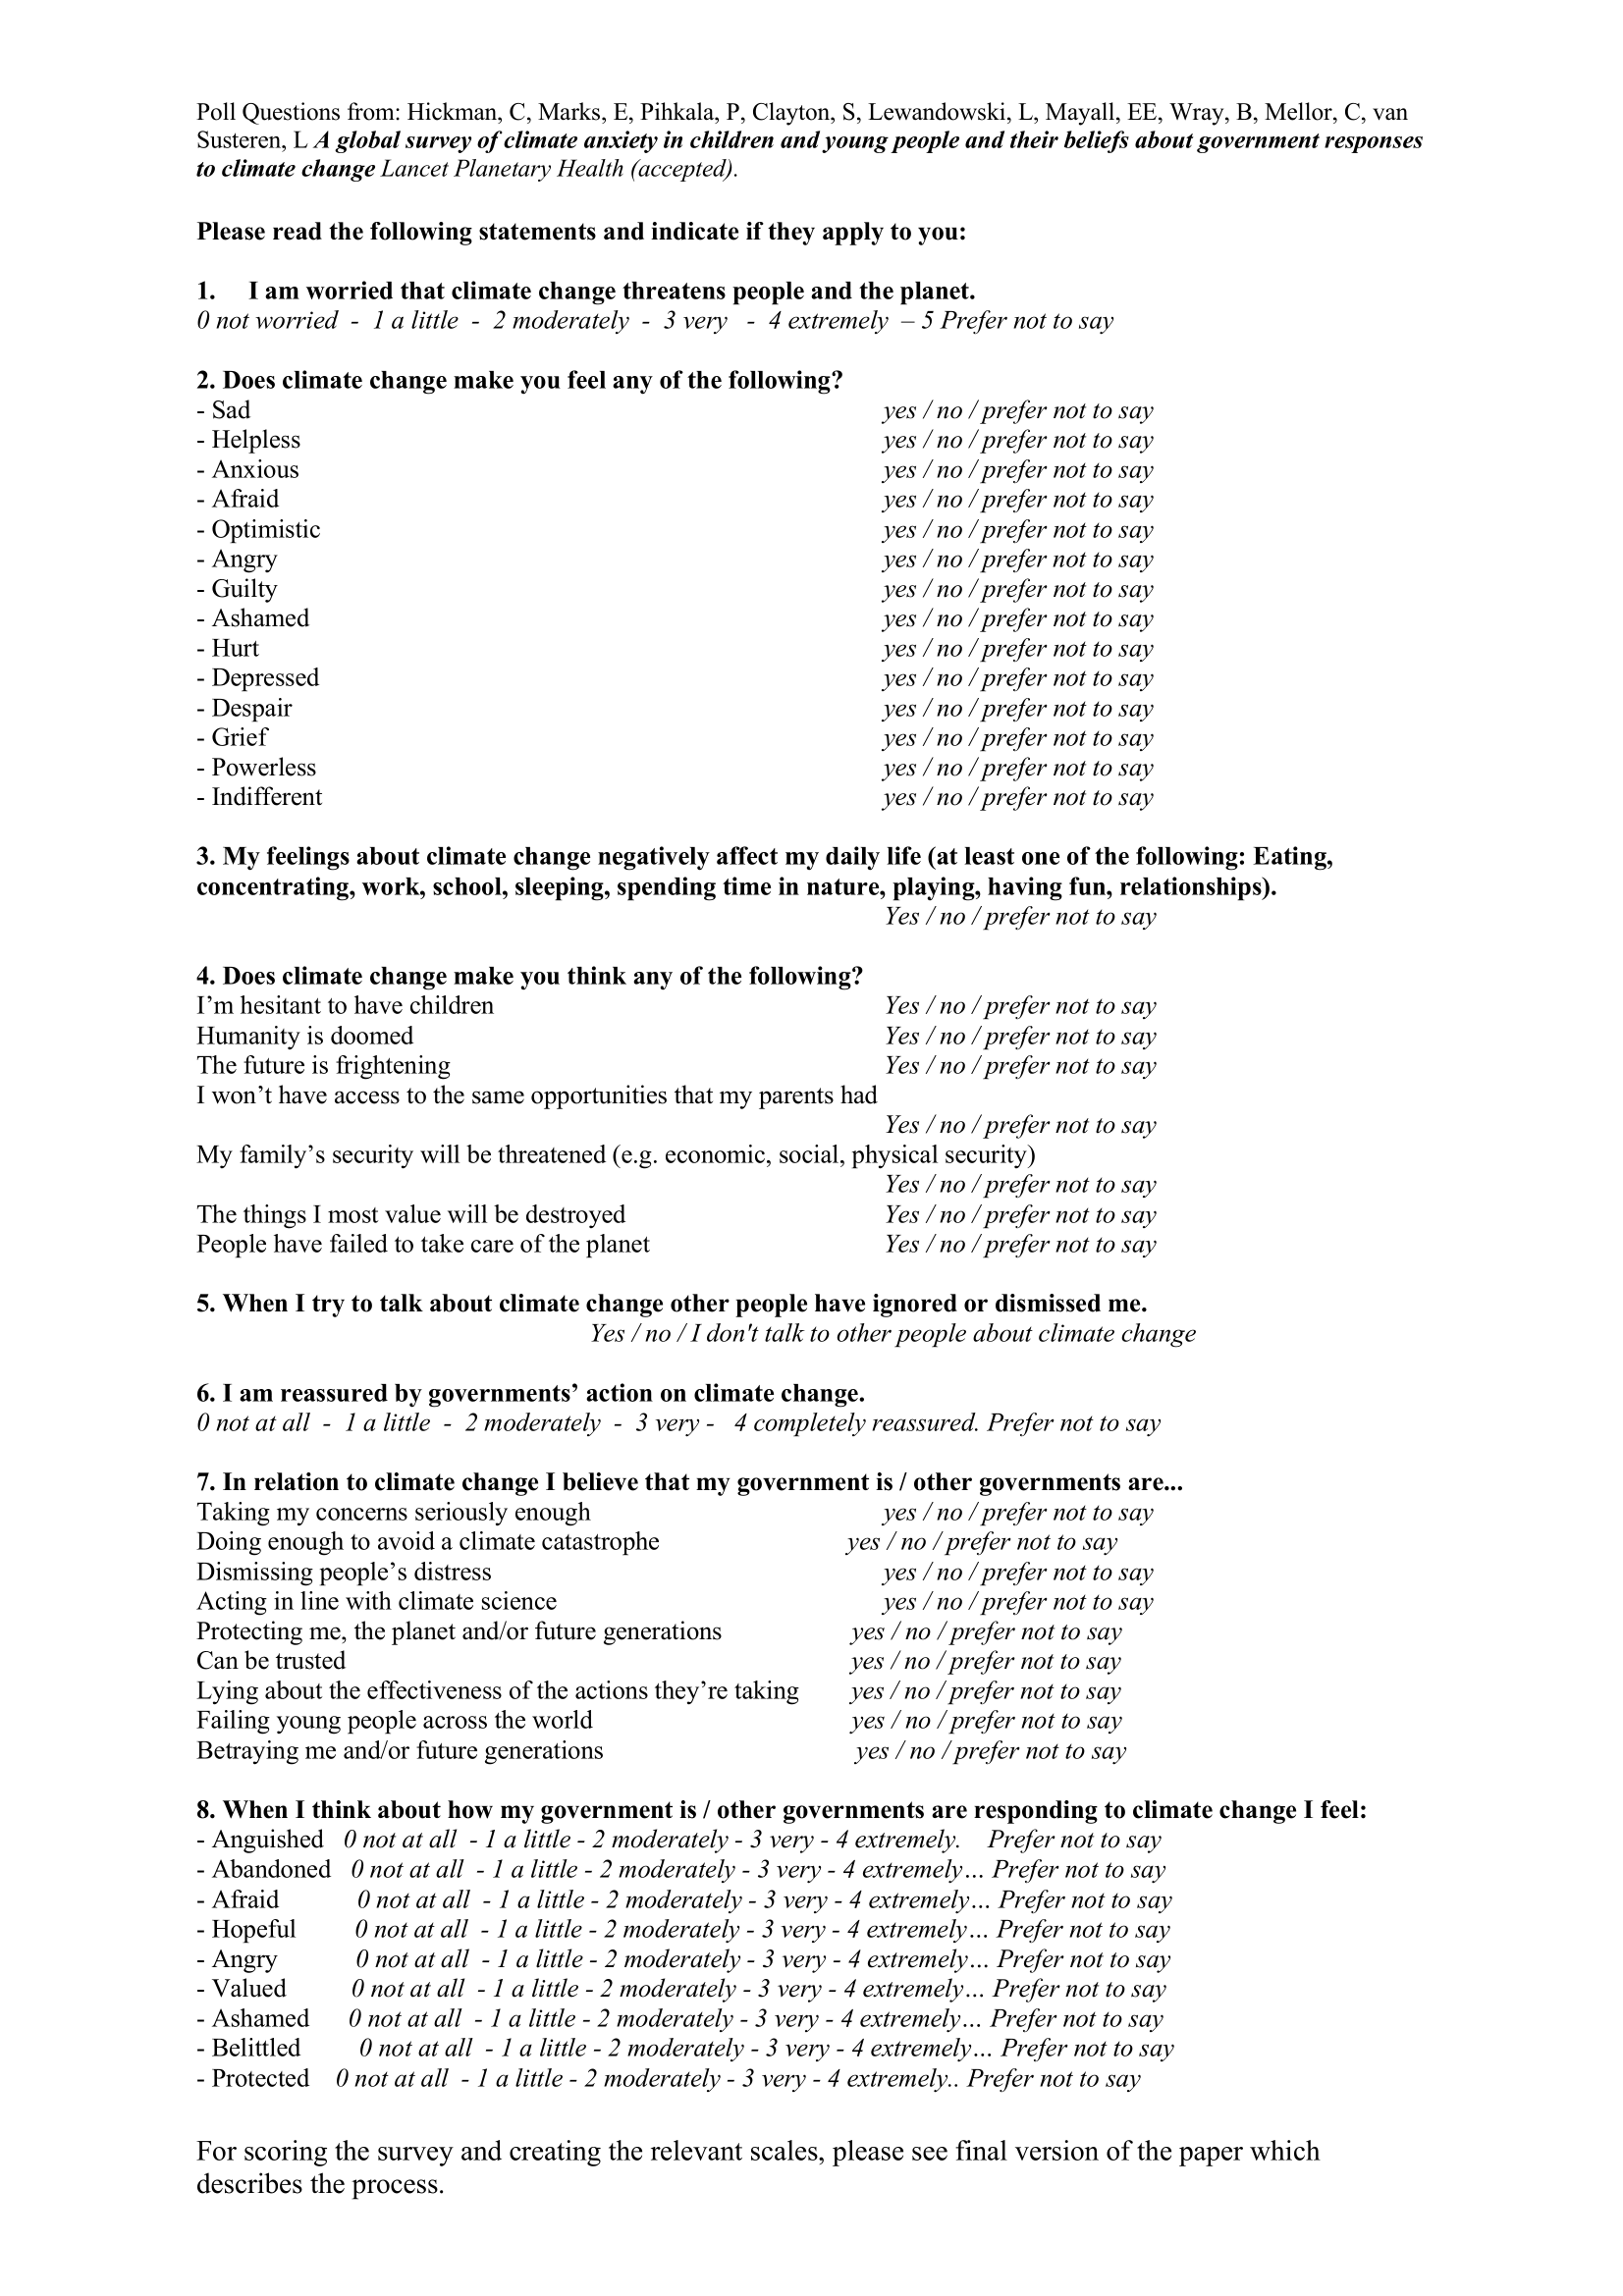 Poll Questions from: Hickman, C, Marks, E, Pihkala, P, Clayton, S, Lewandowski, L, Mayall, EE, Wray, B, Mellor, C, van
Susteren, L A global survey of climate anxiety in children and young people and their beliefs about government responses
to climate change Lancet Planetary Health (accepted).
Please read the following statements and indicate if they apply to you:
1. I am worried that climate change threatens people and the planet.
0 not worried - 1 a little - 2 moderately - 3 very - 4 extremely – 5 Prefer not to say
2. Does climate change make you feel any of the following?
- Sad yes / no / prefer not to say
- Helpless yes / no / prefer not to say
- Anxious yes / no / prefer not to say
- Afraid yes / no / prefer not to say
- Optimistic yes / no / prefer not to say
- Angry yes / no / prefer not to say
- Guilty yes / no / prefer not to say
- Ashamed yes / no / prefer not to say
- Hurt yes / no / prefer not to say
- Depressed yes / no / prefer not to say
- Despair yes / no / prefer not to say
- Grief yes / no / prefer not to say
- Powerless yes / no / prefer not to say
- Indifferent yes / no / prefer not to say
3. My feelings about climate change negatively affect my daily life (at least one of the following: Eating,
concentrating, work, school, sleeping, spending time in nature, playing, having fun, relationships).
Yes / no / prefer not to say
4. Does climate change make you think any of the following?
I’m hesitant to have children Yes / no / prefer not to say
Humanity is doomed Yes / no / prefer not to say
The future is frightening Yes / no / prefer not to say
I won’t have access to the same opportunities that my parents had
Yes / no / prefer not to say
My family’s security will be threatened (e.g. economic, social, physical security)
Yes / no / prefer not to say
The things I most value will be destroyed Yes / no / prefer not to say
People have failed to take care of the planet Yes / no / prefer not to say
5. When I try to talk about climate change other people have ignored or dismissed me.
Yes / no / I don't talk to other people about climate change
6. I am reassured by governments’ action on climate change.
0 not at all - 1 a little - 2 moderately - 3 very - 4 completely reassured. Prefer not to say
7. In relation to climate change I believe that my government is / other governments are...
Taking my concerns seriously enough yes / no / prefer not to say
Doing enough to avoid a climate catastrophe yes / no / prefer not to say
Dismissing people’s distress yes / no / prefer not to say
Acting in line with climate science yes / no / prefer not to say
Protecting me, the planet and/or future generations yes / no / prefer not to say
Can be trusted yes / no / prefer not to say
Lying about the effectiveness of the actions they’re taking yes / no / prefer not to say
Failing young people across the world yes / no / prefer not to say
Betraying me and/or future generations yes / no / prefer not to say
8. When I think about how my government is / other governments are responding to climate change I feel:
- Anguished 0 not at all - 1 a little - 2 moderately - 3 very - 4 extremely. Prefer not to say
- Abandoned 0 not at all - 1 a little - 2 moderately - 3 very - 4 extremely… Prefer not to say
- Afraid 0 not at all - 1 a little - 2 moderately - 3 very - 4 extremely… Prefer not to say
- Hopeful 0 not at all - 1 a little - 2 moderately - 3 very - 4 extremely… Prefer not to say
- Angry 0 not at all - 1 a little - 2 moderately - 3 very - 4 extremely… Prefer not to say
- Valued 0 not at all - 1 a little - 2 moderately - 3 very - 4 extremely… Prefer not to say
- Ashamed 0 not at all - 1 a little - 2 moderately - 3 very - 4 extremely… Prefer not to say
- Belittled 0 not at all - 1 a little - 2 moderately - 3 very - 4 extremely… Prefer not to say
- Protected 0 not at all - 1 a little - 2 moderately - 3 very - 4 extremely.. Prefer not to say
For scoring the survey and creating the relevant scales, please see final version of the paper which
describes the process.